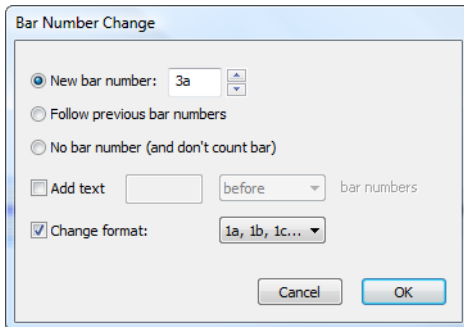 Bar Number Change
New bar number: 3a
Follow previous bar numbers
No bar number (and don't count bar)
Add text before bar numbers
Change format: 1a, 1b, 1c...
Cancel OK